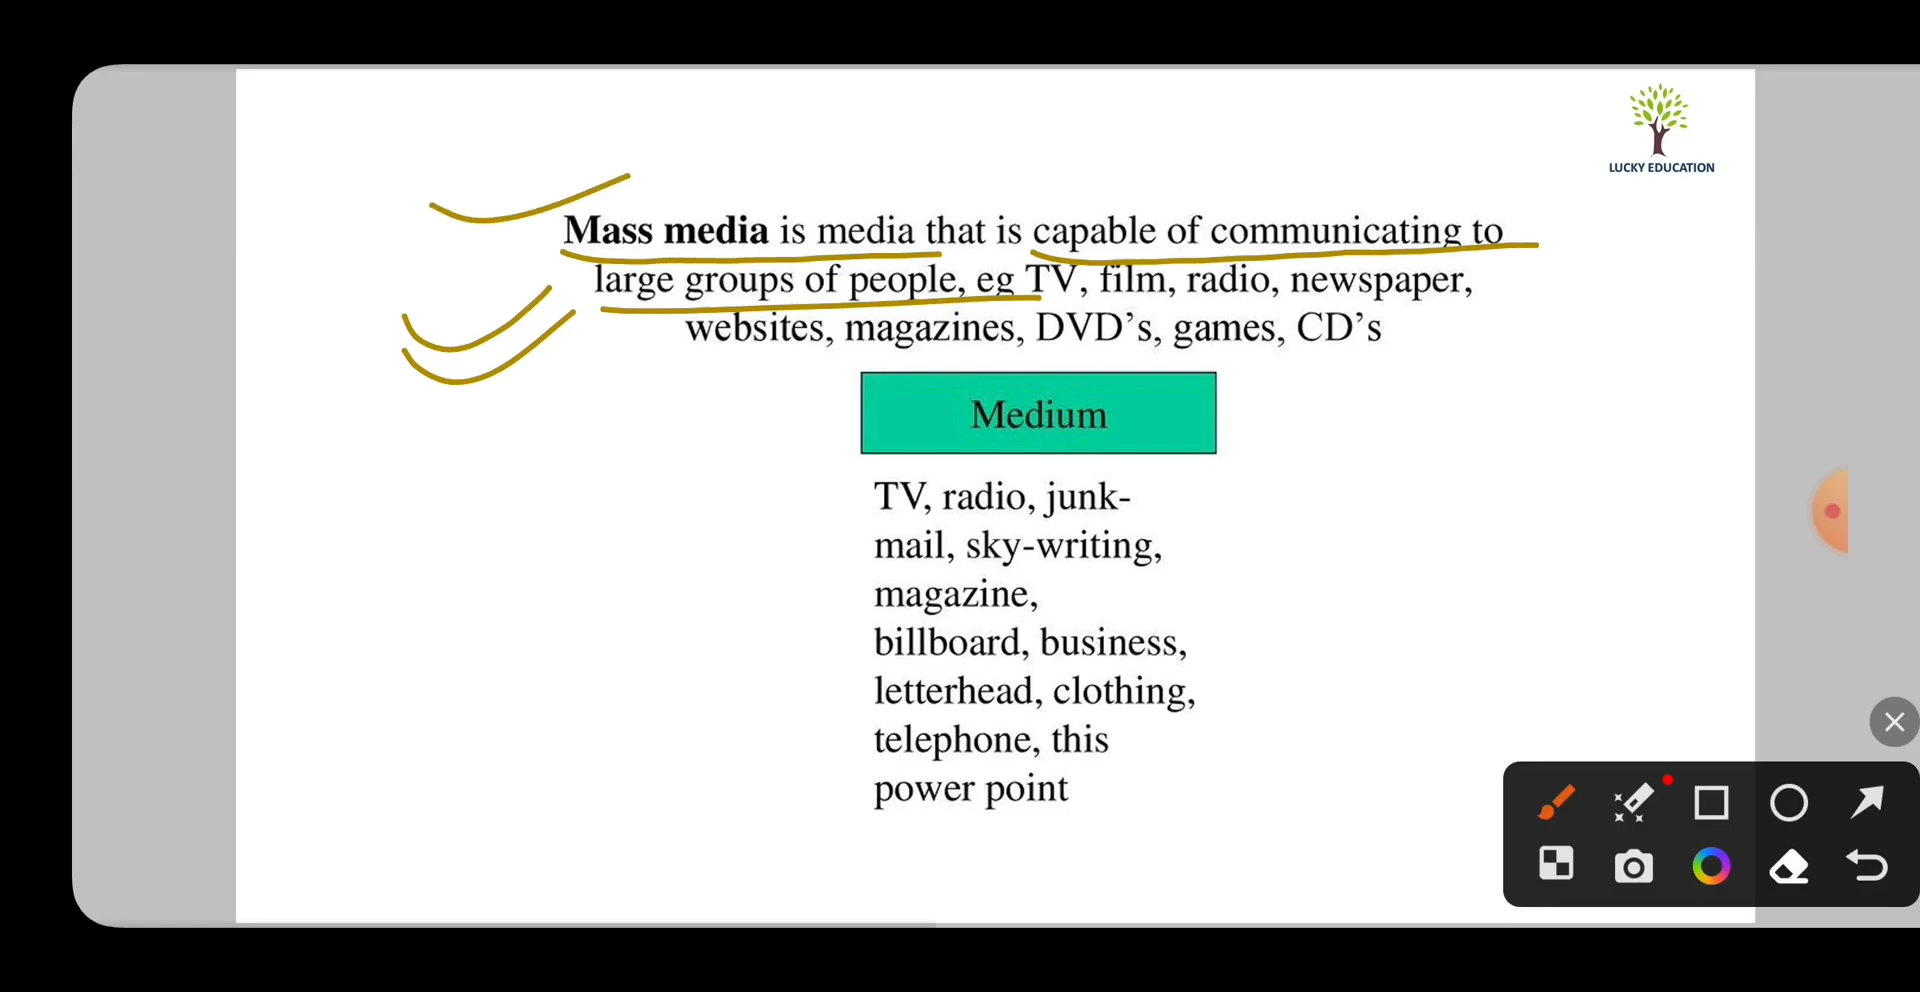 LUCKY EDUCATION
Mass media is media that is capable of communicating to
large groups of people, eg TV, film, radio, newspaper,
websites, magazines, DVD's, games, CD's
Medium
TV, radio, junk-
mail, sky-writing,
magazine,
billboard, business,
letterhead, clothing,
telephone, this
power point